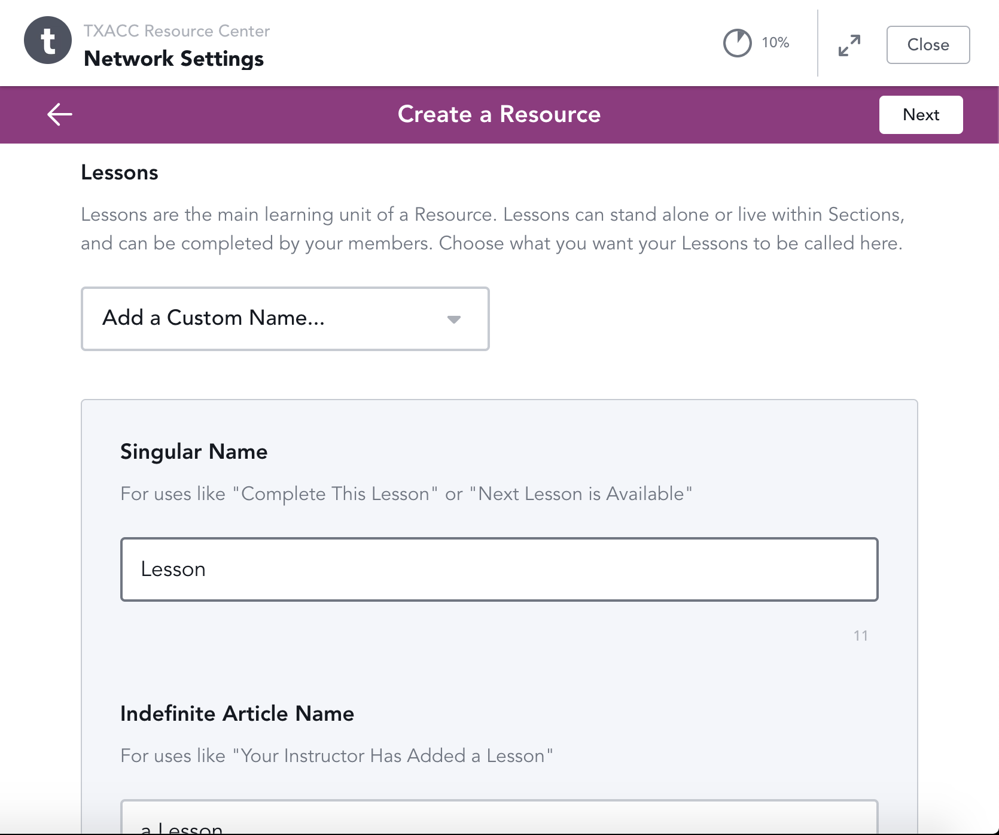 t
TXACC Resource Center
Network Settings
10%
Close
Create a Resource
Next
Lessons
Lessons are the main learning unit of a Resource. Lessons can stand alone or live within Sections,
and can be completed by your members. Choose what you want your Lessons to be called here.
Add a Custom Name...
Singular Name
For uses like "Complete This Lesson" or "Next Lesson is Available"
Lesson
11
Indefinite Article Name
For uses like "Your Instructor Has Added a Lesson"
a Lesson